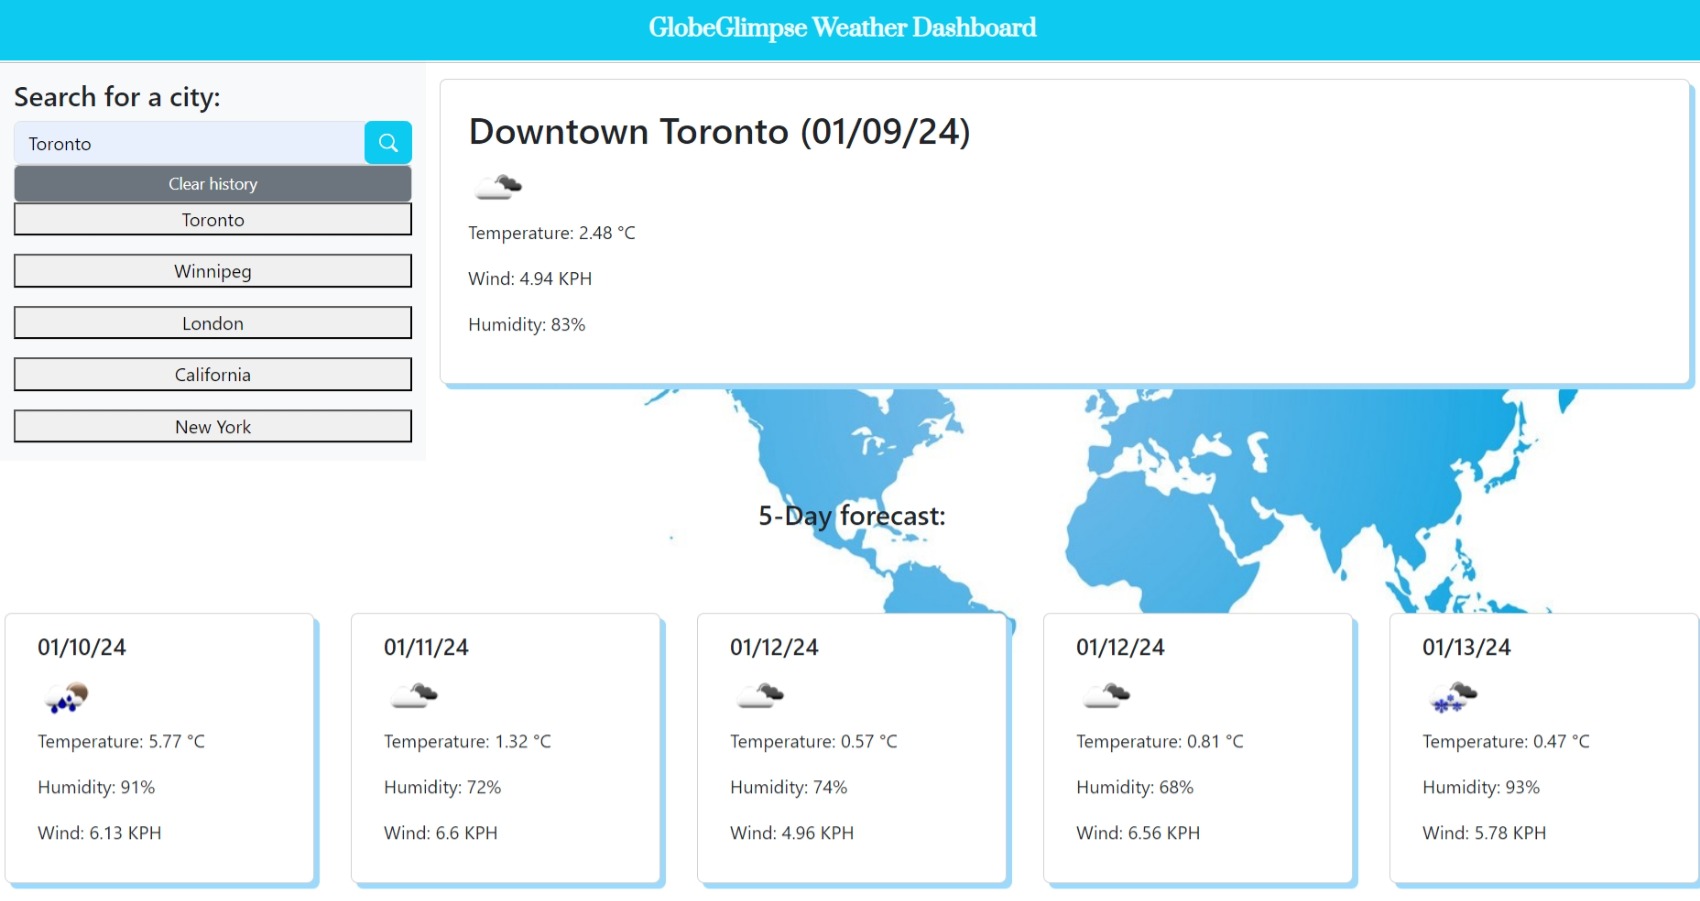 GlobeGlimpse Weather Dashboard
Search for a city:
Toronto
Clear history
Toronto
Winnipeg
London
California
New York
Downtown Toronto (01/09/24)
Temperature: 2.48 °C
Wind: 4.94 KPH
Humidity: 83%
5-Day forecast:
01/10/24
Temperature: 5.77 °C
Humidity: 91%
Wind: 6.13 KPH
01/11/24
Temperature: 1.32 °C
Humidity: 72%
Wind: 6.6 KPH
01/12/24
Temperature: 0.57 °C
Humidity: 74%
Wind: 4.96 KPH
01/12/24
Temperature: 0.81 °C
Humidity: 68%
Wind: 6.56 KPH
01/13/24
Temperature: 0.47 °C
Humidity: 93%
Wind: 5.78 KPH